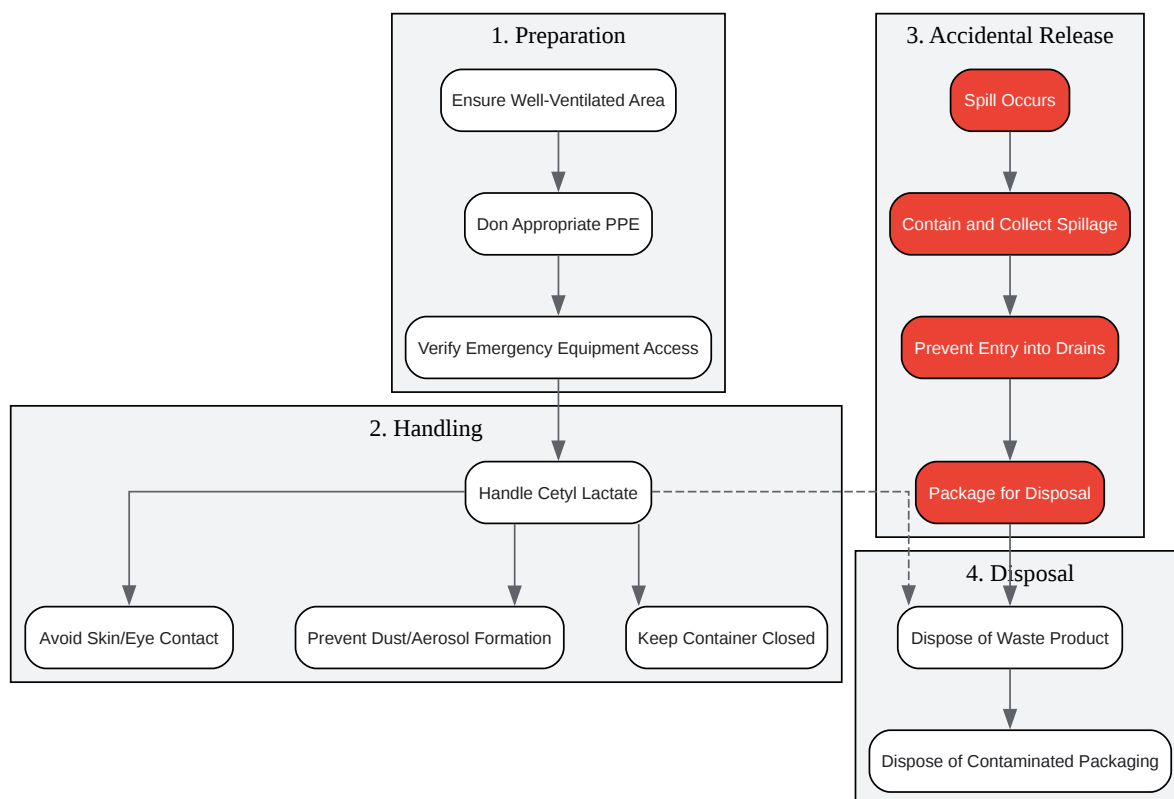 1. Preparation
Ensure Well-Ventilated Area
Don Appropriate PPE
Verify Emergency Equipment Access
2. Handling
Handle Cetyl Lactate
Avoid Skin/Eye Contact
Prevent Dust/Aerosol Formation
Keep Container Closed
3. Accidental Release
Spill Occurs
Contain and Collect Spillage
Prevent Entry into Drains
Package for Disposal
4. Disposal
Dispose of Waste Product
Dispose of Contaminated Packaging